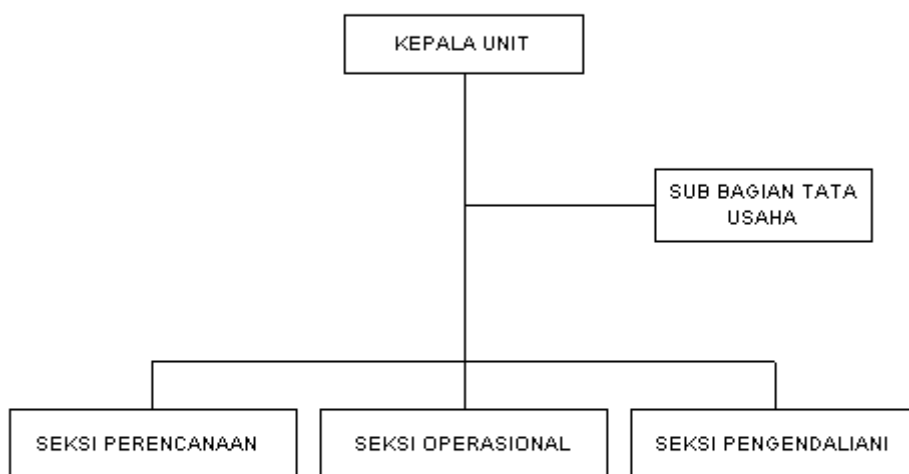 KEPALA UNIT
SUB BAGIAN TATA
USAHA
SEKSI PERENCANAAN
SEKSI OPERASIONAL
SEKSI PENGENDALIANI